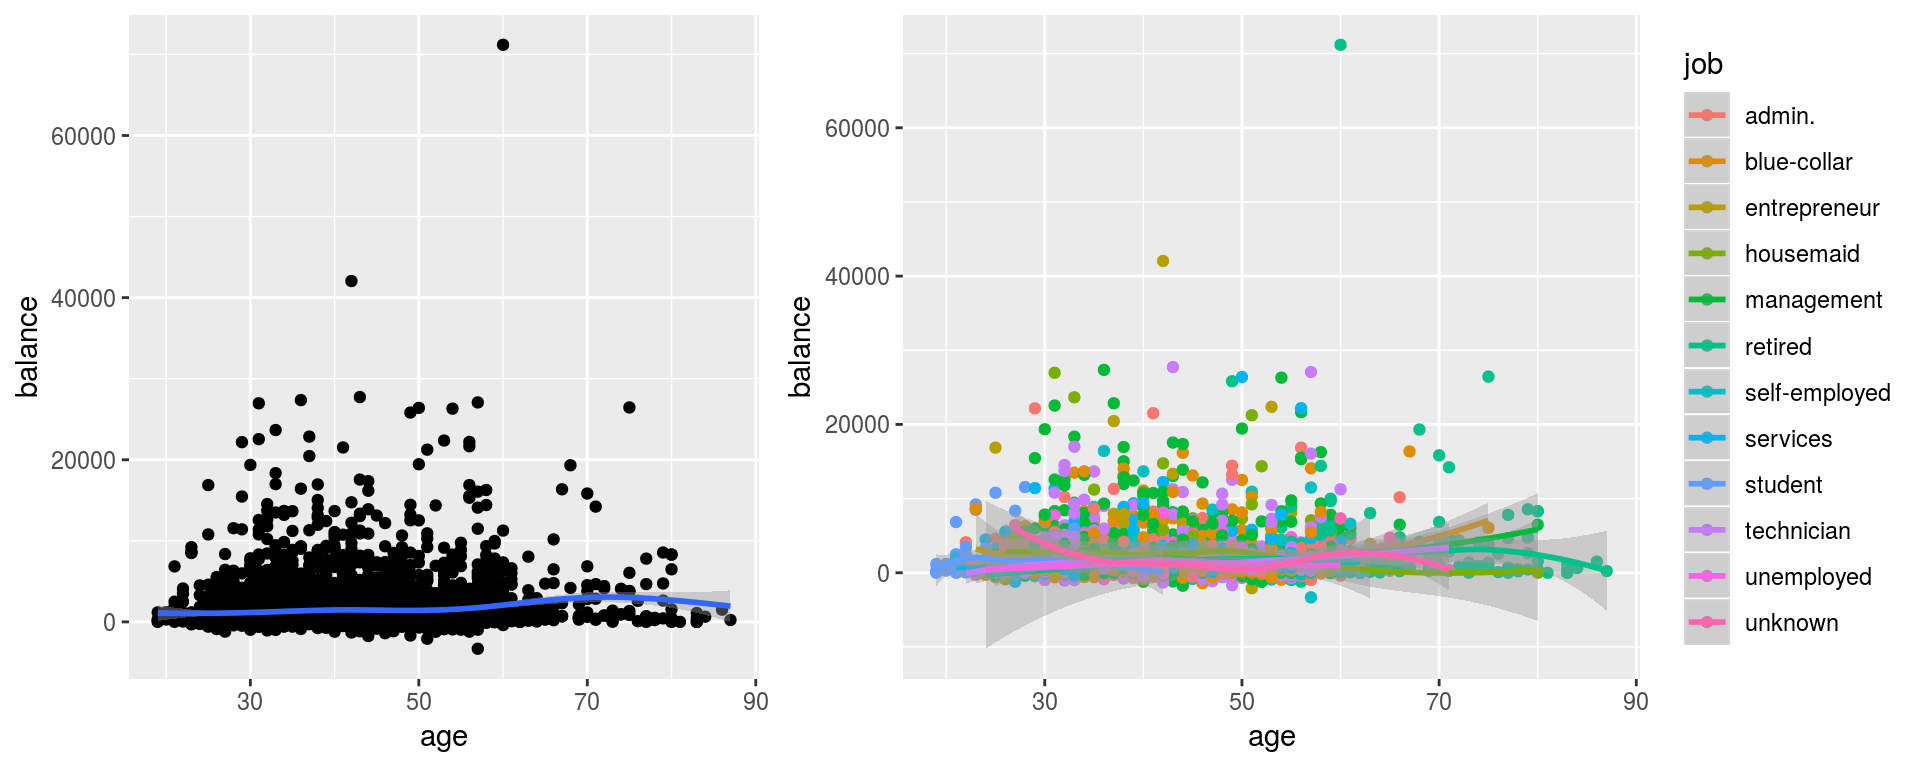 balance
60000
40000
20000
0
30 50 70 90
age
balance
60000
40000
20000
0
30 50 70 90
age
job
admin.
blue-collar
entrepreneur
housemaid
management
retired
self-employed
services
student
technician
unemployed
unknown